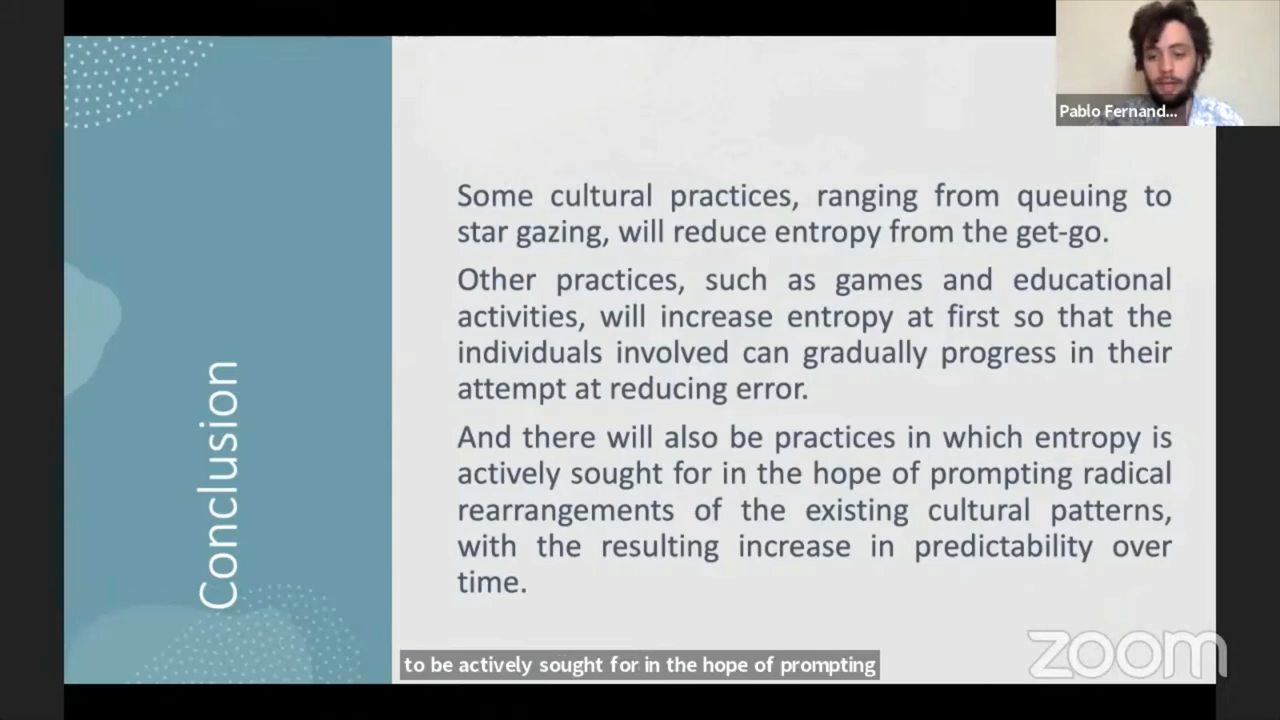 Pablo Fernand...
Conclusion
Some cultural practices, ranging from queuing to
star gazing, will reduce entropy from the get-go.
Other practices, such as games and educational
activities, will increase entropy at first so that the
individuals involved can gradually progress in their
attempt at reducing error.
And there will also be practices in which entropy is
actively sought for in the hope of prompting radical
rearrangements of the existing cultural patterns,
with the resulting increase in predictability over
time.
to be actively sought for in the hope of prompting
zoom